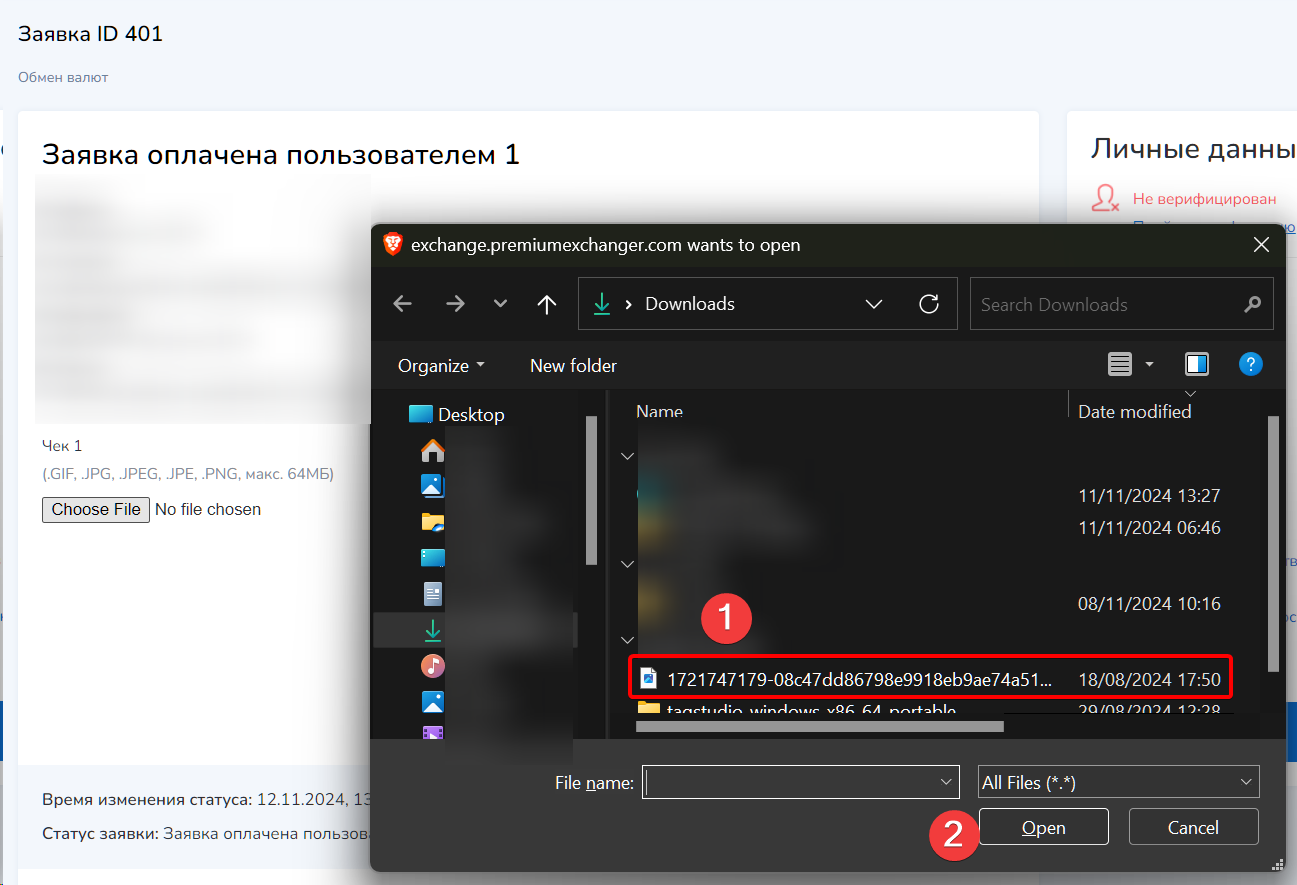 Заявка ID 401
Обмен валют
Заявка оплачена пользователем 1
Личные данны
Не верифицирован
exchange.premiumexchanger.com wants to open
Downloads
Search Downloads
Organize
New folder
Desktop
Name
Date modified
Чек 1
(.GIF, .JPG, .JPEG, .JPE, .PNG, макс. 64МБ)
Choose File No file chosen
11/11/2024 13:27
11/11/2024 06:46
08/11/2024 10:16
1
1721747179-08c47dd86798e9918eb9ae74a51... 18/08/2024 17:50
tagstudio_windows_x86_64_portable 29/08/2024 12:28
File name:
All Files (*.*)
Время изменения статуса: 12.11.2024, 13
Статус заявки: Заявка оплачена пользова
2
Open
Cancel